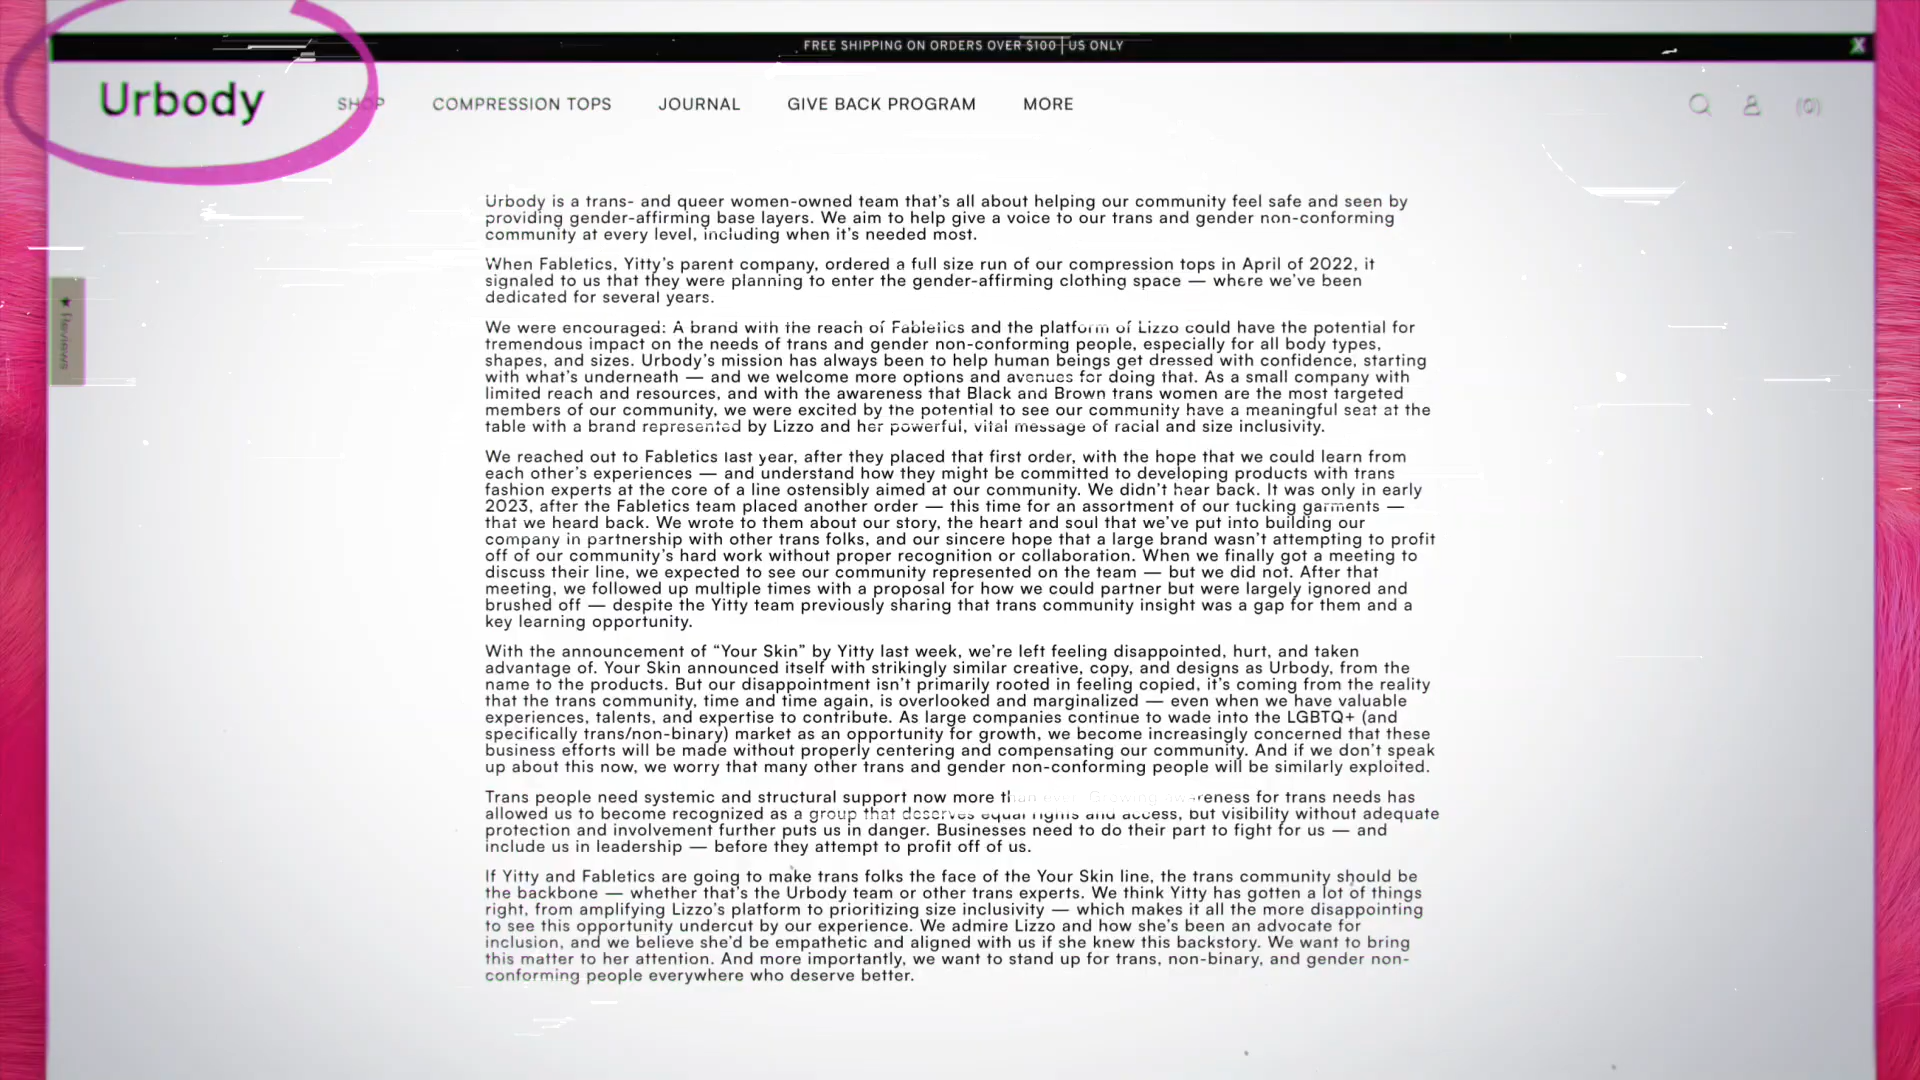 FREE SHIPPING ON ORDERS OVER $100 | US ONLY
X
Urbody
SHOP
COMPRESSION TOPS
JOURNAL
GIVE BACK PROGRAM
MORE
(0)
★ Reviews
Urbody is a trans- and queer women-owned team that's all about helping our community feel safe and seen by
providing gender-affirming base layers. We aim to help give a voice to our trans and gender non-conforming
community at every level, including when it's needed most.
When Fabletics, Yitty's parent company, ordered a full size run of our compression tops in April of 2022, it
signaled to us that they were planning to enter the gender-affirming clothing space — where we've been
dedicated for several years.
We were encouraged: A brand with the reach of Fabletics and the platform of Lizzo could have the potential for
tremendous impact on the needs of trans and gender non-conforming people, especially for all body types,
shapes, and sizes. Urbody's mission has always been to help human beings get dressed with confidence, starting
with what's underneath — and we welcome more options and avenues for doing that. As a small company with
limited reach and resources, and with the awareness that Black and Brown trans women are the most targeted
members of our community, we were excited by the potential to see our community have a meaningful seat at the
table with a brand represented by Lizzo and her powerful, vital message of racial and size inclusivity.
We reached out to Fabletics last year, after they placed that first order, with the hope that we could learn from
each other's experiences — and understand how they might be committed to developing products with trans
fashion experts at the core of a line ostensibly aimed at our community. We didn't hear back. It was only in early
2023, after the Fabletics team placed another order — this time for an assortment of our tucking garments —
that we heard back. We wrote to them about our story, the heart and soul that we've put into building our
company in partnership with other trans folks, and our sincere hope that a large brand wasn't attempting to profit
off of our community's hard work without proper recognition or collaboration. When we finally got a meeting to
discuss their line, we expected to see our community represented on the team — but we did not. After that
meeting, we followed up multiple times with a proposal for how we could partner but were largely ignored and
brushed off — despite the Yitty team previously sharing that trans community insight was a gap for them and a
key learning opportunity.
With the announcement of “Your Skin” by Yitty last week, we're left feeling disappointed, hurt, and taken
advantage of. Your Skin announced itself with strikingly similar creative, copy, and designs as Urbody, from the
name to the products. But our disappointment isn't primarily rooted in feeling copied, it's coming from the reality
that the trans community, time and time again, is overlooked and marginalized — even when we have valuable
experiences, talents, and expertise to contribute. As large companies continue to wade into the LGBTQ+ (and
specifically trans/non-binary) market as an opportunity for growth, we become increasingly concerned that these
business efforts will be made without properly centering and compensating our community. And if we don't speak
up about this now, we worry that many other trans and gender non-conforming people will be similarly exploited.
Trans people need systemic and structural support now more than ever. Growing awareness for trans needs has
allowed us to become recognized as a group that deserves equal rights and access, but visibility without adequate
protection and involvement further puts us in danger. Businesses need to do their part to fight for us — and
include us in leadership — before they attempt to profit off of us.
If Yitty and Fabletics are going to make trans folks the face of the Your Skin line, the trans community should be
the backbone — whether that's the Urbody team or other trans experts. We think Yitty has gotten a lot of things
right, from amplifying Lizzo's platform to prioritizing size inclusivity — which makes it all the more disappointing
to see this opportunity undercut by our experience. We admire Lizzo and how she's been an advocate for
inclusion, and we believe she'd be empathetic and aligned with us if she knew this backstory. We want to bring
this matter to her attention. And more importantly, we want to stand up for trans, non-binary, and gender non-
conforming people everywhere who deserve better.